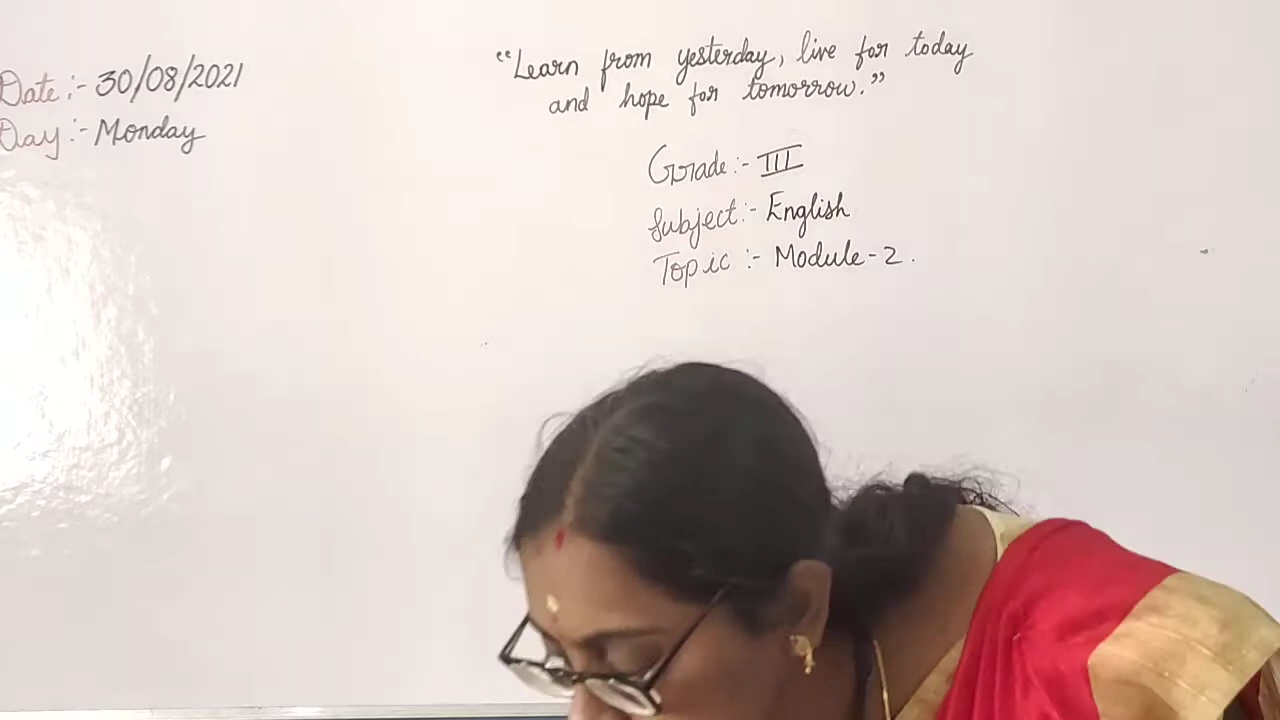 Date :- 30/08/2021
Day :- Monday
“Learn from yesterday, live for today
and hope for tomorrow.”
Grade :- III
Subject :- English
Topic :- Module-2.